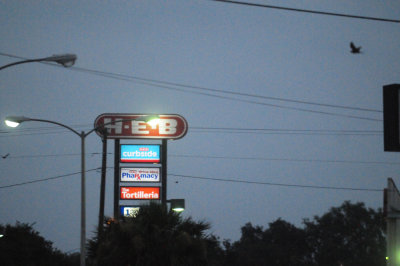 H-E-B
curbside
Pharmacy
Tortilleria